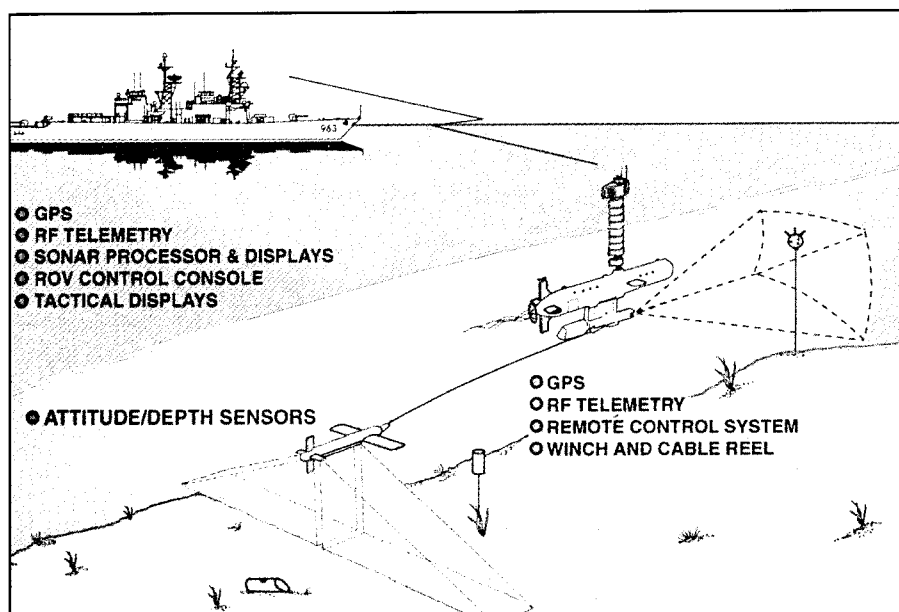 963
● GPS
● RF TELEMETRY
● SONAR PROCESSOR & DISPLAYS
● ROV CONTROL CONSOLE
● TACTICAL DISPLAYS
● ATTITUDE/DEPTH SENSORS
○ GPS
○ RF TELEMETRY
○ REMOTE CONTROL SYSTEM
○ WINCH AND CABLE REEL